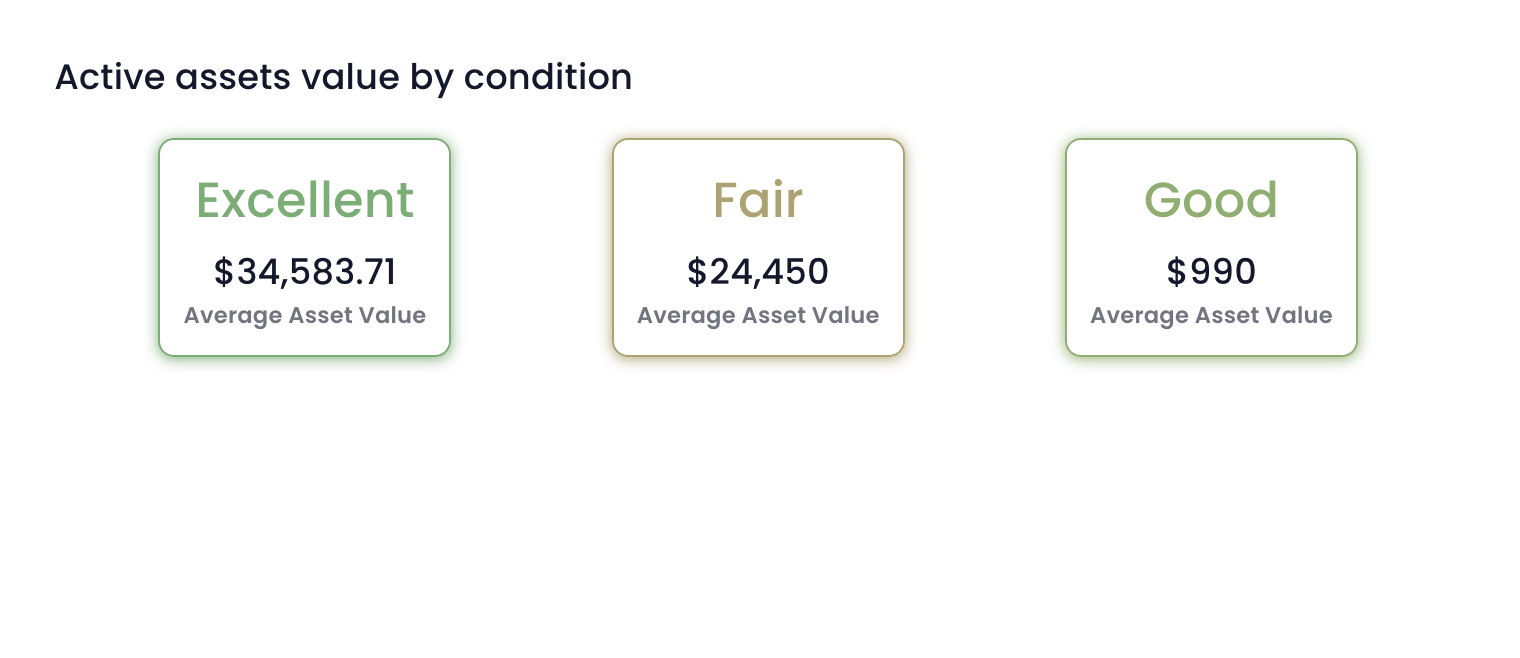 Active assets value by condition
Excellent
$34,583.71
Average Asset Value
Fair
$24,450
Average Asset Value
Good
$990
Average Asset Value